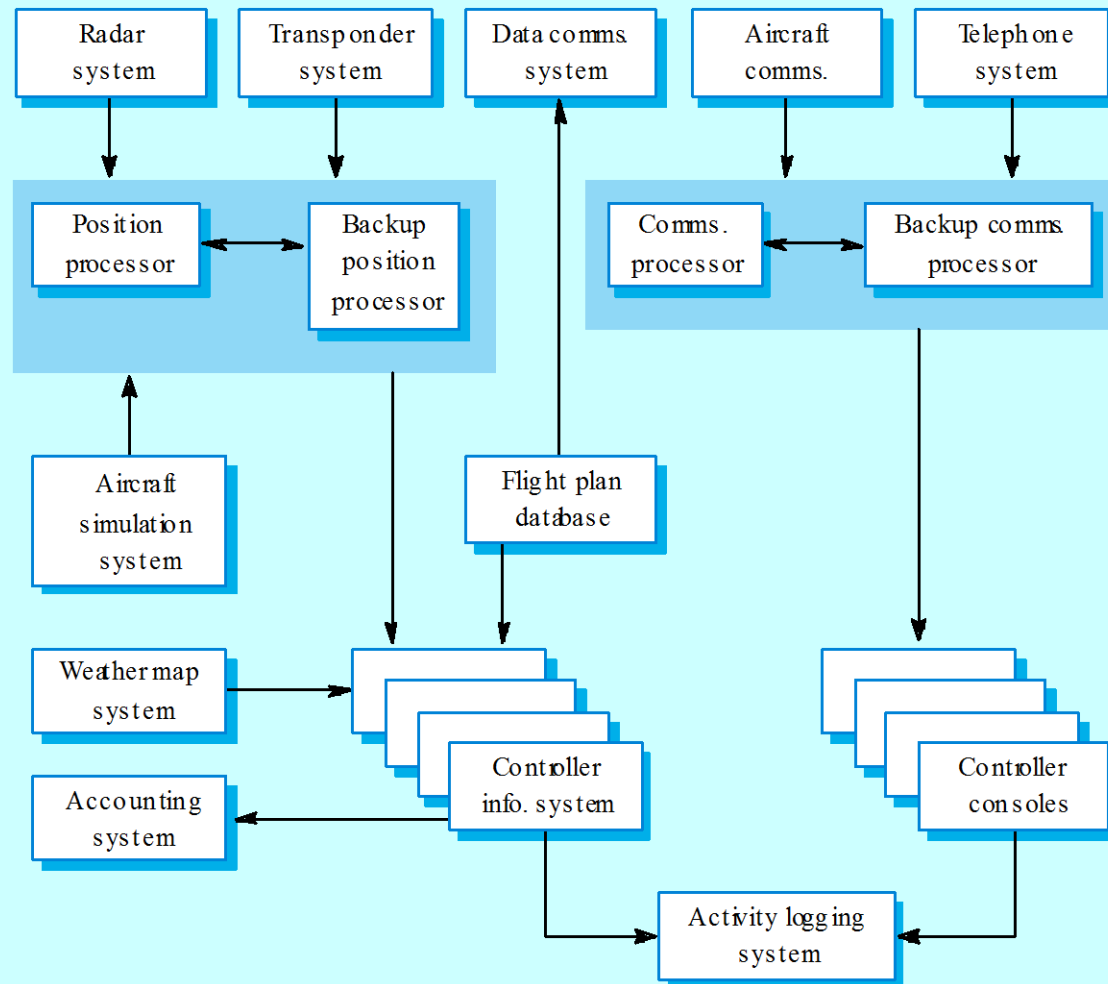 Radar
system
Transponder
system
Data comms.
system
Aircraft
comms.
Telephone
system
Position
processor
Backup
position
processor
Comms.
processor
Backup comms.
processor
Aircraft
simulation
system
Flight plan
database
Weather map
system
Controller
info. system
Controller
consoles
Accounting
system
Activity logging
system